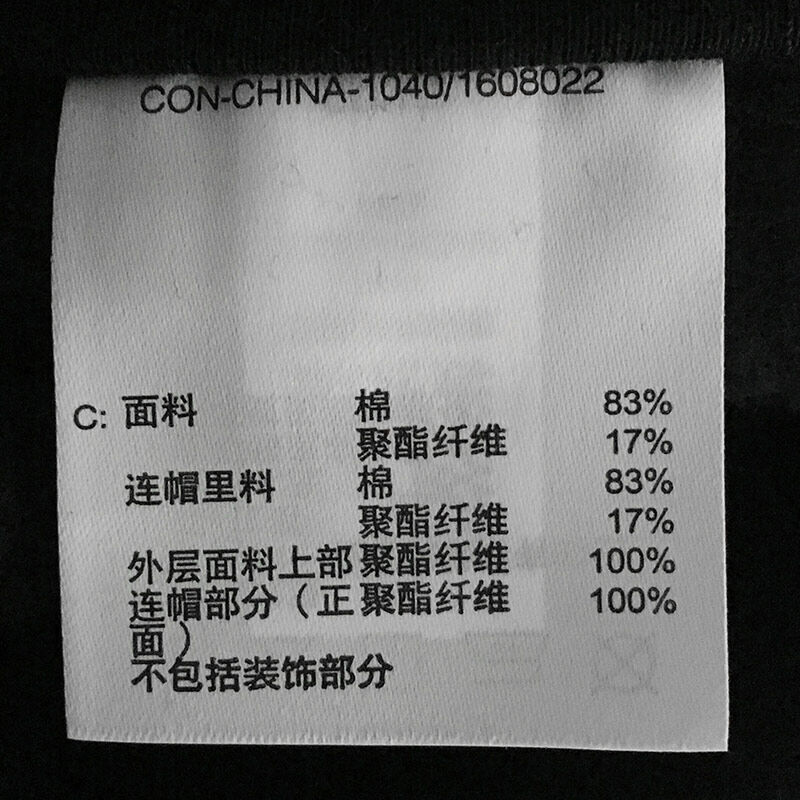 CON-CHINA-1040/1608022
C: 面料 棉 83%
聚酯纤维 17%
连帽里料 棉 83%
聚酯纤维 17%
外层面料上部 聚酯纤维 100%
连帽部分（正 聚酯纤维 100%
面）
不包括装饰部分